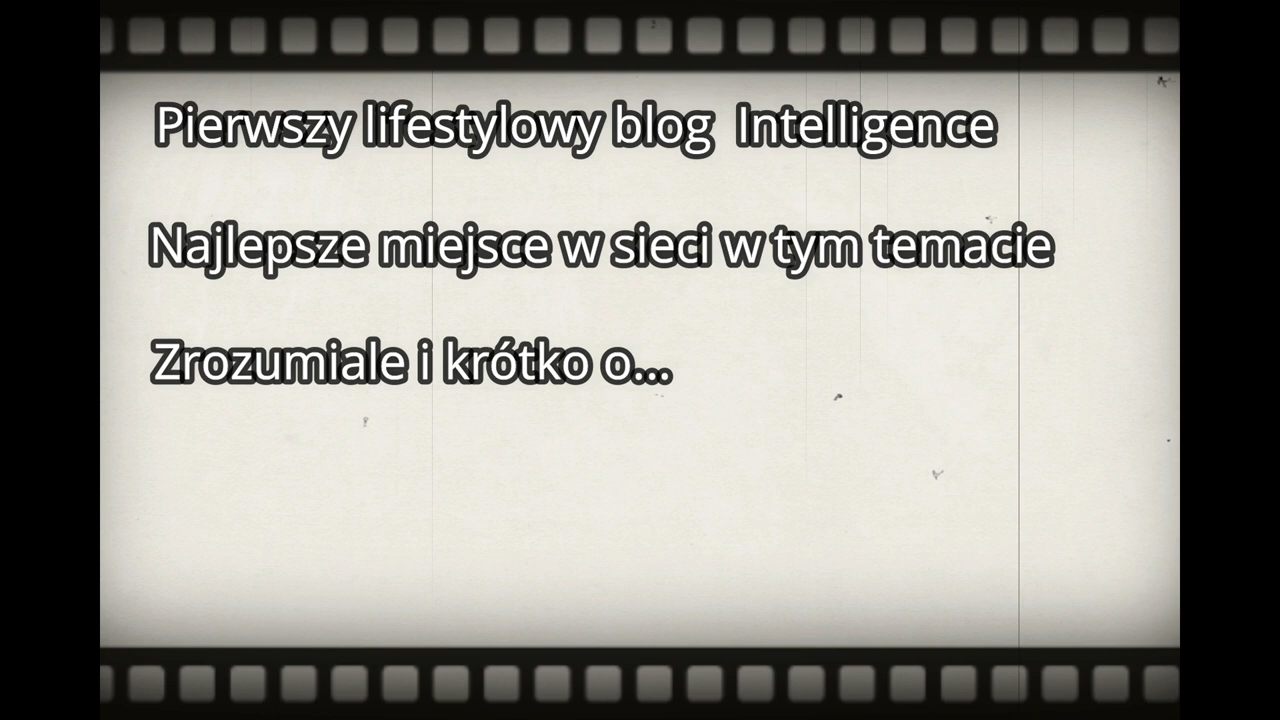 Pierwszy lifestylowy blog Intelligence
Najlepsze miejsce w sieci w tym temacie
Zrozumiale i krótko o...